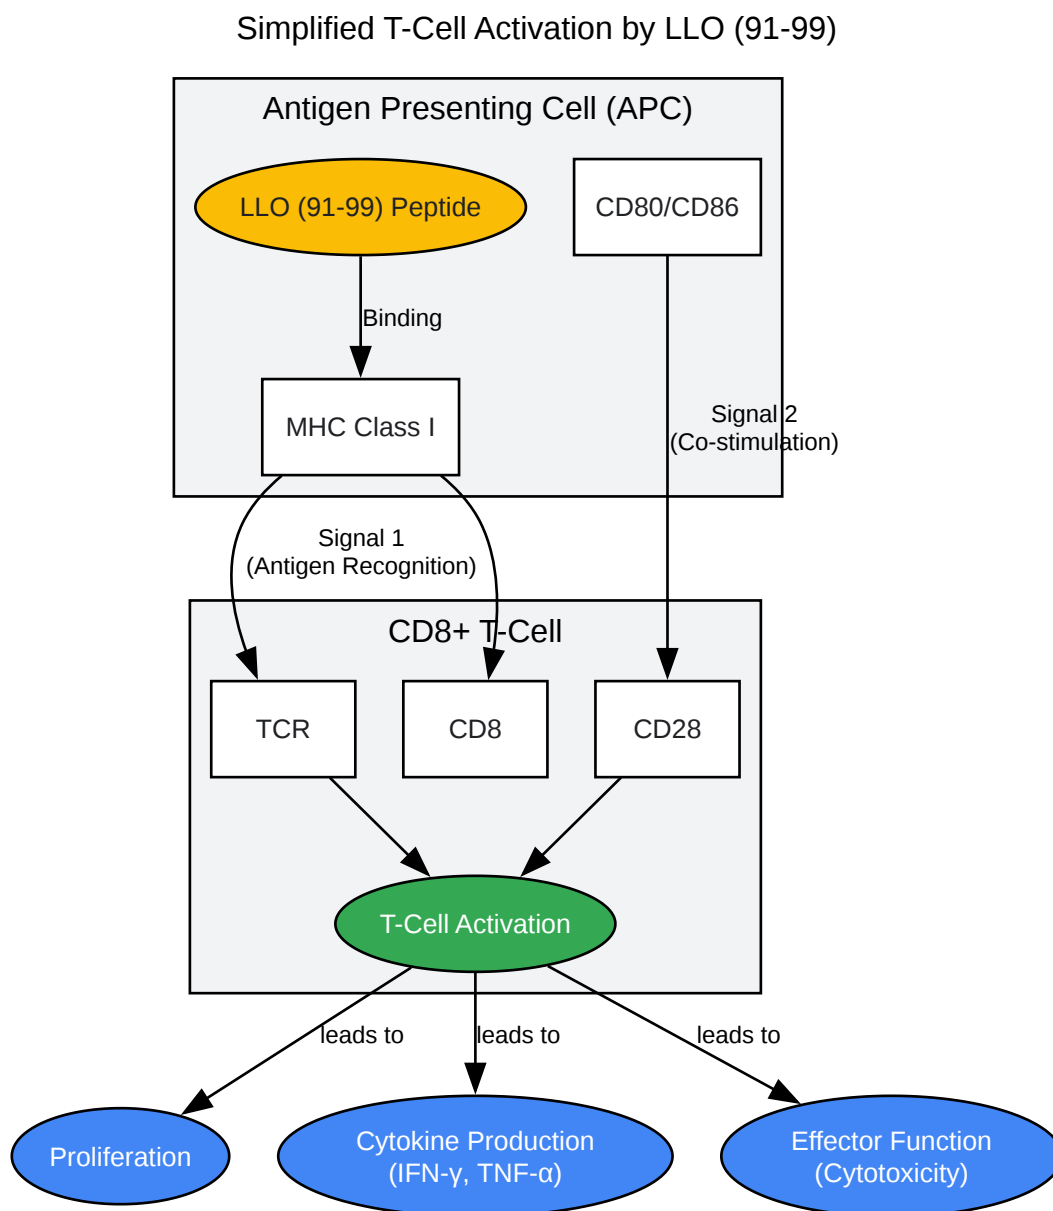 Simplified T-Cell Activation by LLO (91-99)
Antigen Presenting Cell (APC)
LLO (91-99) Peptide
CD80/CD86
Binding
MHC Class I
Signal 2
(Co-stimulation)
Signal 1
(Antigen Recognition)
CD8+ T-Cell
TCR
CD8
CD28
T-Cell Activation
leads to
leads to
leads to
Proliferation
Cytokine Production
(IFN-γ, TNF-α)
Effector Function
(Cytotoxicity)